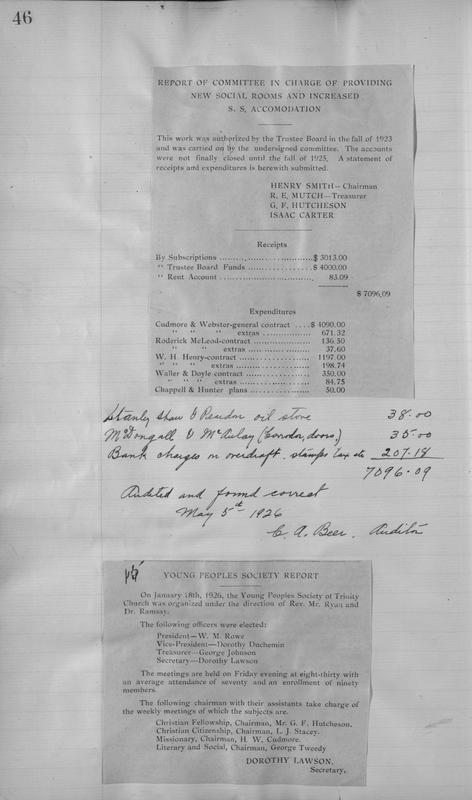 46
REPORT OF COMMITTEE IN CHARGE OF PROVIDING
NEW SOCIAL ROOMS AND INCREASED
S. S. ACCOMODATION
This work was authorized by the Trustee Board in the fall of 1923
and was carried on by the undersigned committee. The accounts
were not finally closed until the fall of 1925. A statement of
receipts and expenditures is herewith submitted.
HENRY SMITH—Chairman
R. E. MUTCH—Treasurer
G. F. HUTCHESON
ISAAC CARTER
Receipts
By Subscriptions ........................$ 3013.00
" Trustee Board Funds ................$ 4000.00
" Rent Account ........................ 83.09
$ 7096.09
Expenditures
Cudmore & Webster-general contract ....$ 4090.00
" " " extras ................. 671.32
Roderick McLeod-contract ................ 136.50
" " extras .................... 37.60
W. H. Henry-contract .................. 1197.00
" " " extras .................. 198.74
Waller & Doyle contract ................. 350.00
" " " extras .................. 84.75
Chappell & Hunter plans ................. 50.00
Stanley Shaw & Peardon oil stove 38.00
McDougall & McAulay (Corridor, doors,) 35.00
Bank charges on overdraft. stamps tax etc 207.18
7096.09
Audited and found correct
May 5th 1926
C. A. Beer. Auditor
YOUNG PEOPLES SOCIETY REPORT
On January 18th, 1926, the Young Peoples Society of Trinity
Church was organized under the direction of Rev. Mr. Ryan and
Dr. Ramsay.
The following officers were elected:
President—W. M. Rowe
Vice-President—Dorothy Duchemin
Treasurer—George Johnson
Secretary—Dorothy Lawson
The meetings are held on Friday evening at eight-thirty with
an average attendance of seventy and an enrollment of ninety
members.
The following chairman with their assistants take charge of
the weekly meetings of which the subjects are.
Christian Fellowship, Chairman, Mr. G. F. Hutcheson.
Christian Citizenship, Chairman, L. J. Stacey.
Missionary, Chairman, H. W. Cudmore.
Literary and Social, Chairman, George Tweedy
DOROTHY LAWSON.
Secretary.